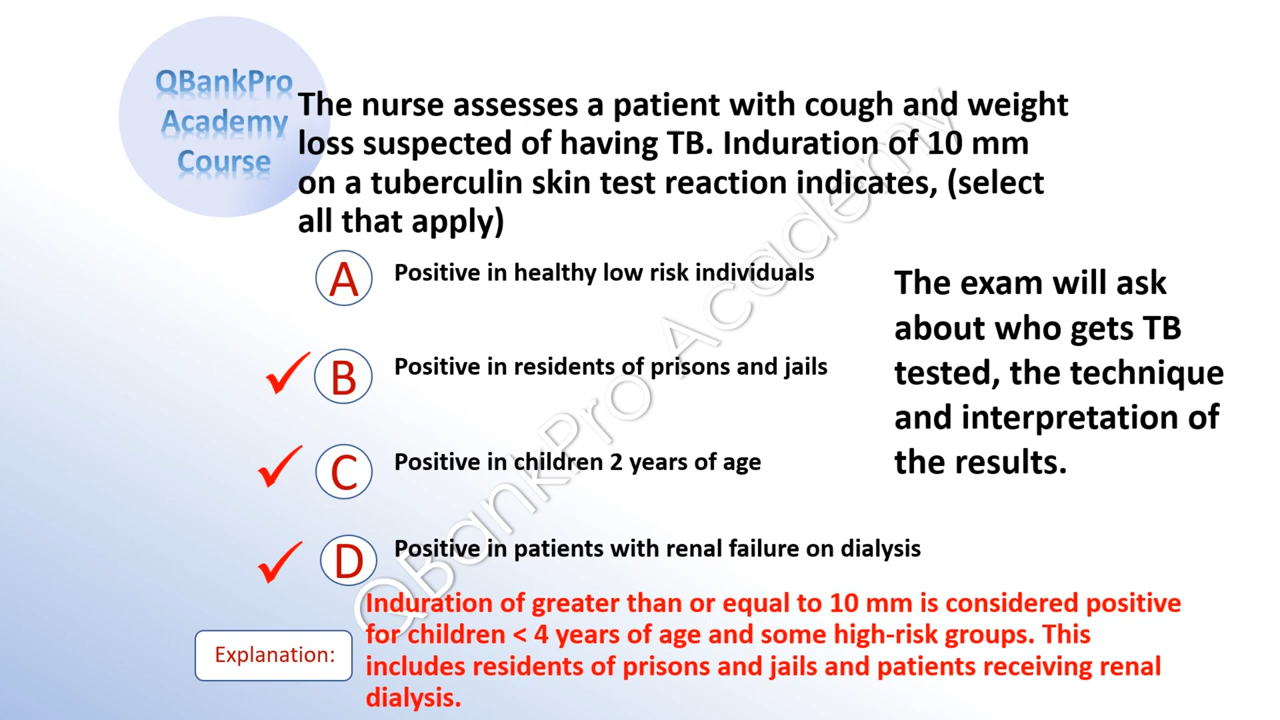 QBankPro
Academy
Course
The nurse assesses a patient with cough and weight
loss suspected of having TB. Induration of 10 mm
on a tuberculin skin test reaction indicates, (select
all that apply)
A Positive in healthy low risk individuals
B Positive in residents of prisons and jails
C Positive in children 2 years of age
D Positive in patients with renal failure on dialysis
The exam will ask
about who gets TB
tested, the technique
and interpretation of
the results.
Explanation:
Induration of greater than or equal to 10 mm is considered positive
for children < 4 years of age and some high-risk groups. This
includes residents of prisons and jails and patients receiving renal
dialysis.
QBankPro Academy